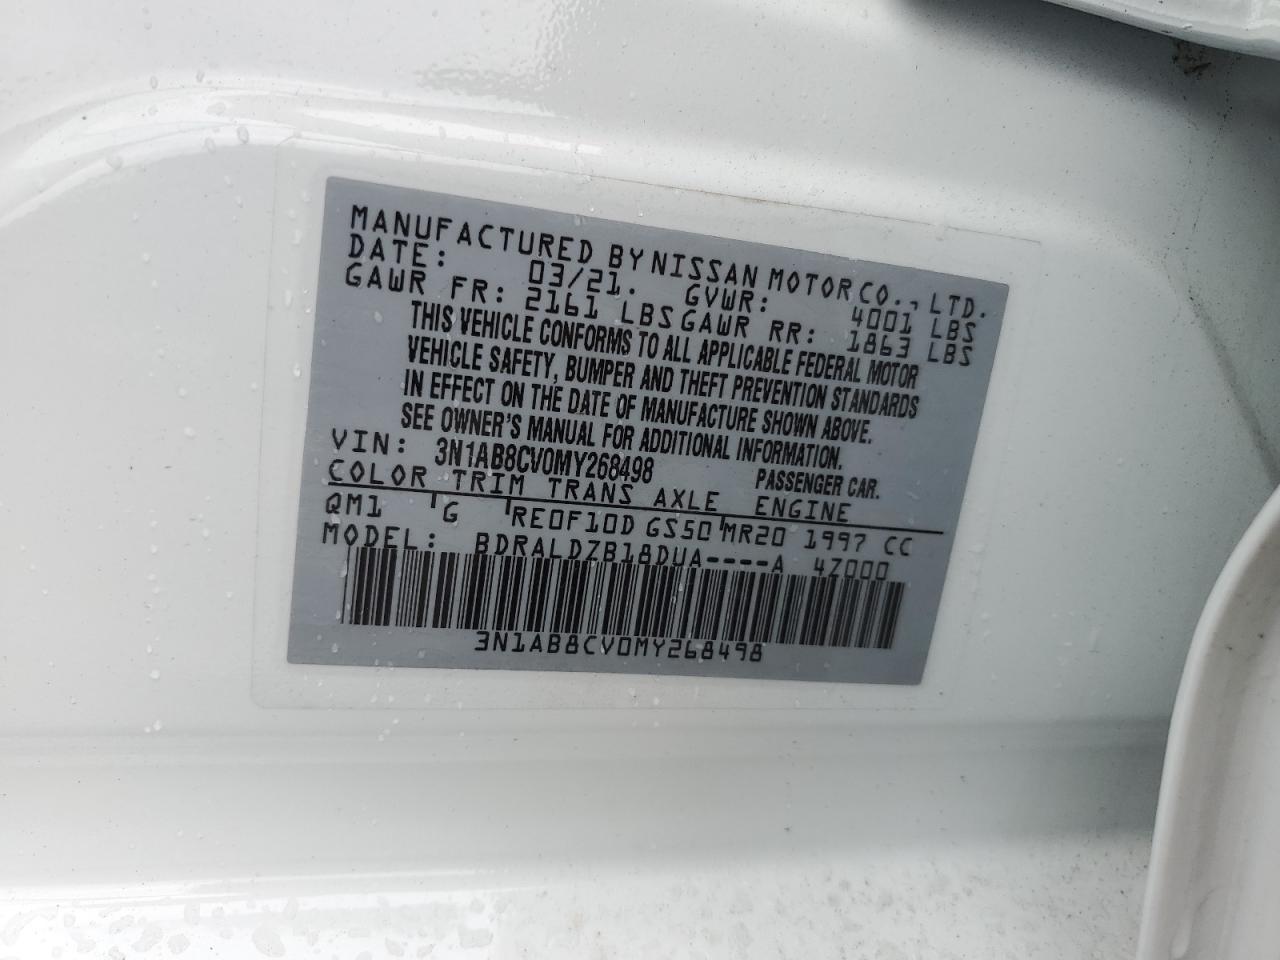 MANUFACTURED BY NISSAN MOTOR CO., LTD.
DATE: 03/21. GVWR: 4001 LBS
GAWR FR: 2161 LBS GAWR RR: 1863 LBS
THIS VEHICLE CONFORMS TO ALL APPLICABLE FEDERAL MOTOR
VEHICLE SAFETY, BUMPER AND THEFT PREVENTION STANDARDS
IN EFFECT ON THE DATE OF MANUFACTURE SHOWN ABOVE.
SEE OWNER'S MANUAL FOR ADDITIONAL INFORMATION.
VIN: 3N1AB8CV0MY268498 PASSENGER CAR.
COLOR TRIM TRANS AXLE ENGINE
QM1 G RE0F10D GS50 MR20 1997 CC
MODEL: BDRALDZB18DUA----A 4Z000
3N1AB8CV0MY268498